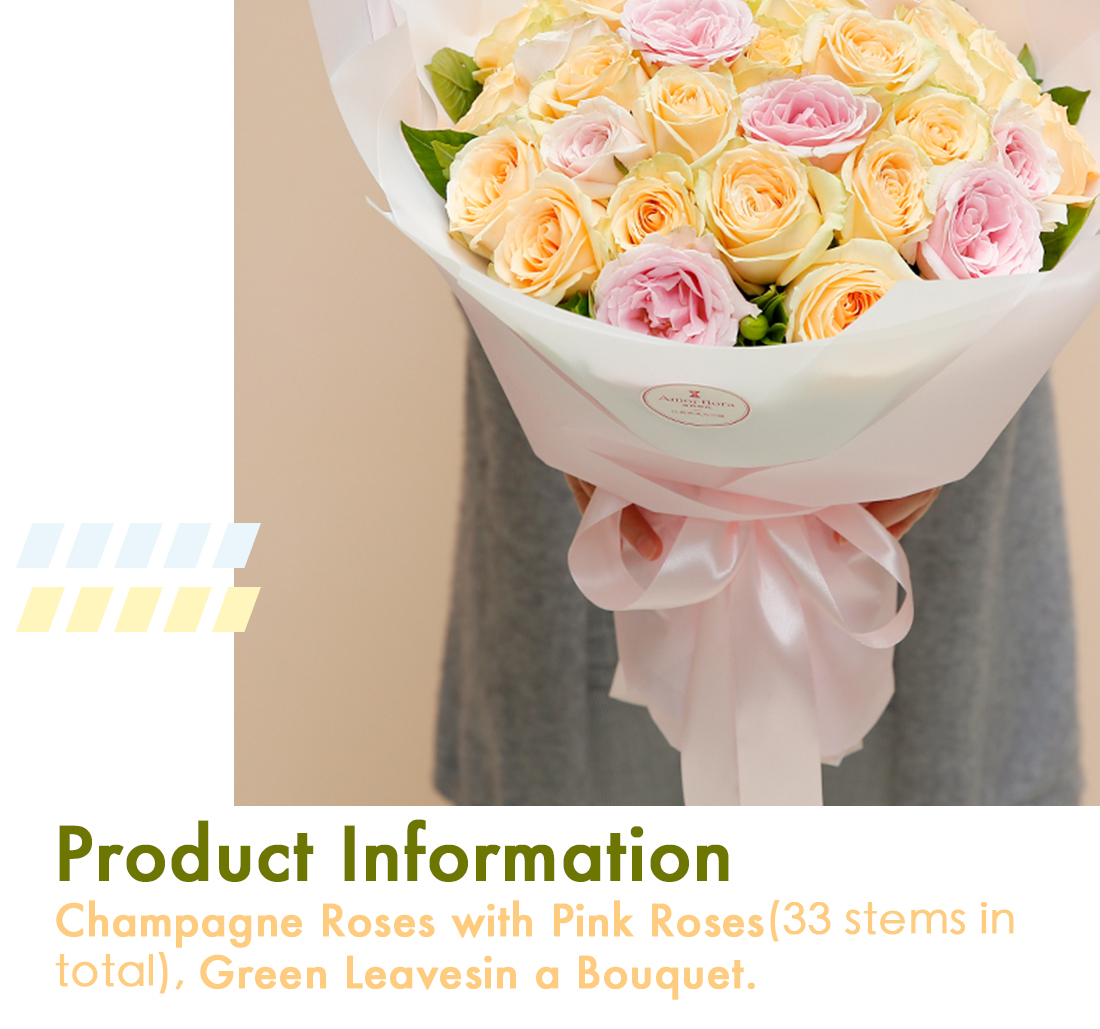 Amor flora
Product Information
Champagne Roses with Pink Roses(33 stems in
total), Green Leavesin a Bouquet.